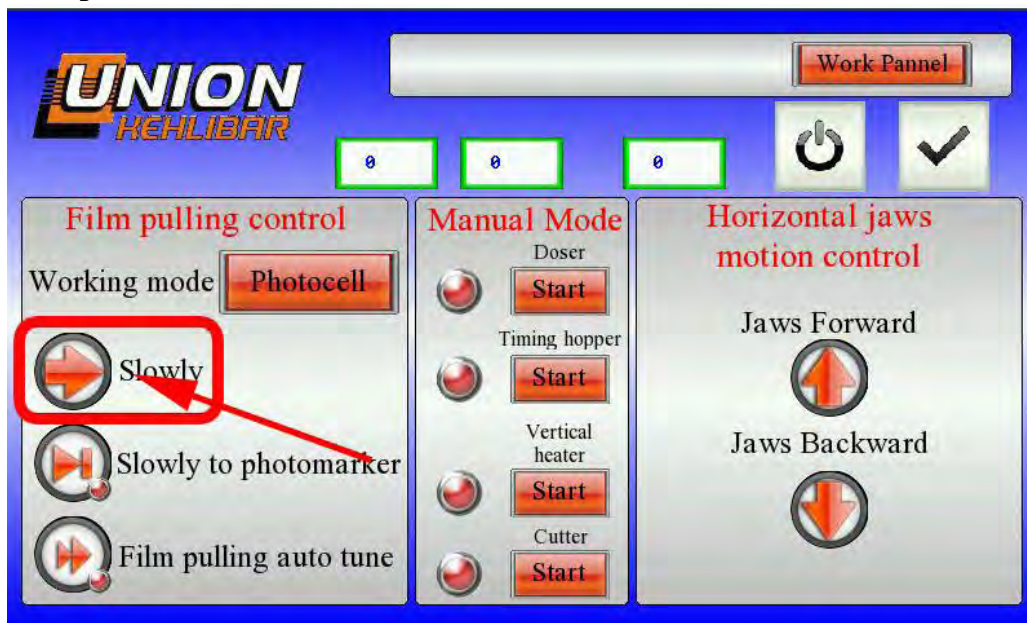 UNION
KEHLIBAR
Work Pannel
0
0
0
Film pulling control
Working mode
Photocell
Slowly
Slowly to photomarker
Film pulling auto tune
Manual Mode
Doser
Start
Timing hopper
Start
Vertical
heater
Start
Cutter
Start
Horizontal jaws
motion control
Jaws Forward
Jaws Backward